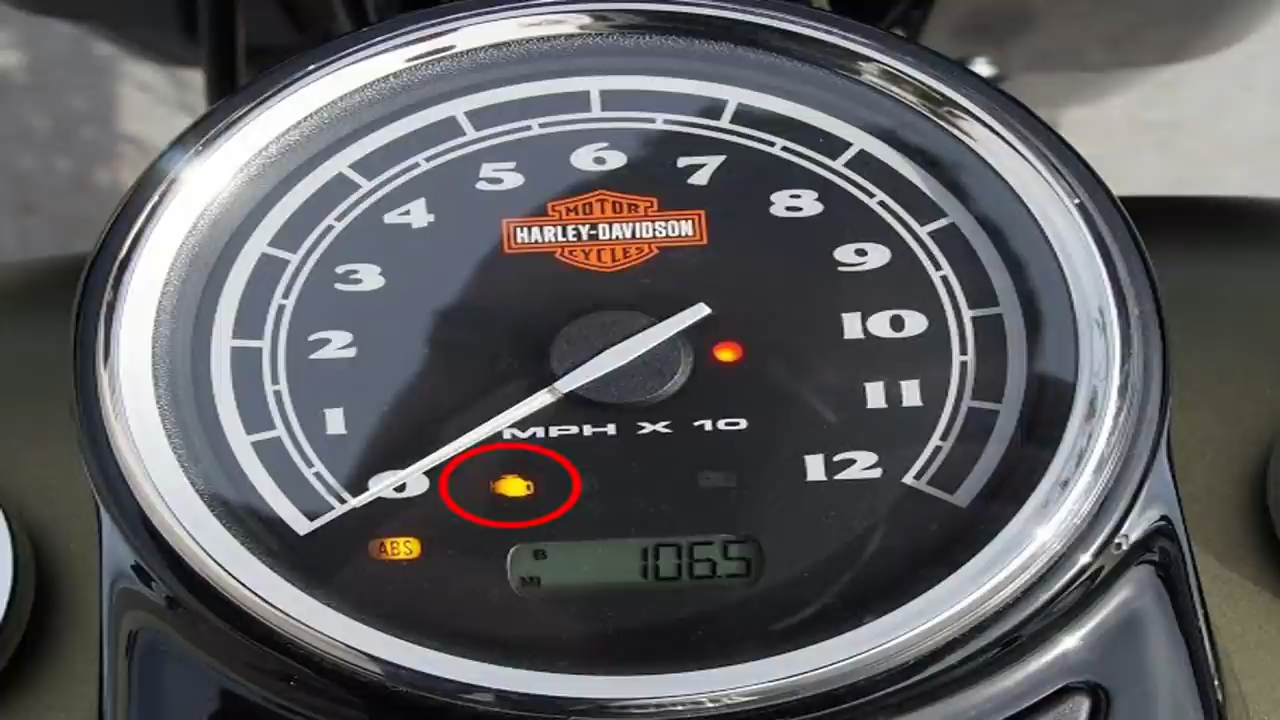 5 6 7
4 8
MOTOR
HARLEY-DAVIDSON
CYCLES
3 9
2 10
1 11
MPH X 10
0 12
ABS
B 106.5